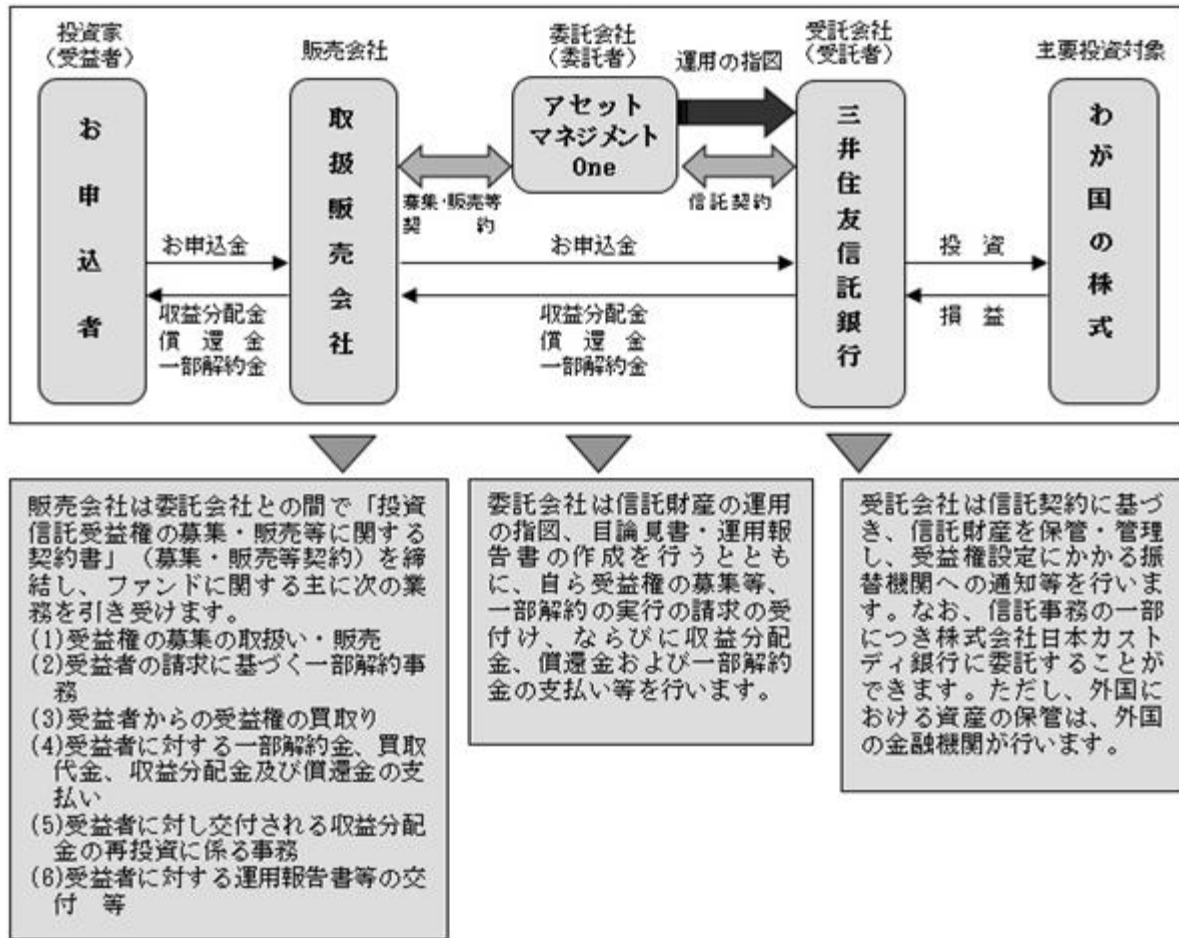 投資家
(受益者)
販売会社
委託会社
(委託者)
受託会社
(受託者)
主要投資対象
運用の指図
お申込者
取扱販売会社
アセット
マネジメント
One
三井住友信託銀行
わが国の株式
募集・販売等
契　　約
信託契約
お申込金
お申込金
投　資
収益分配金
償　還　金
一部解約金
収益分配金
償　還　金
一部解約金
損　益
販売会社は委託会社との間で「投資
信託受益権の募集・販売等に関する
契約書」(募集・販売等契約)を締
結し、ファンドに関する主に次の業
務を引き受けます。
(1)受益権の募集の取扱い・販売
(2)受益者の請求に基づく一部解約事
務
(3)受益者からの受益権の買取り
(4)受益者に対する一部解約金、買取
代金、収益分配金及び償還金の支
払い
(5)受益者に対し交付される収益分配
金の再投資に係る事務
(6)受益者に対する運用報告書等の交
付　等
委託会社は信託財産の運用
の指図、目論見書・運用報
告書の作成を行うととも
に、自ら受益権の募集等、
一部解約の実行の請求の受
付け、ならびに収益分配
金、償還金および一部解約
金の支払い等を行います。
受託会社は信託契約に基づ
き、信託財産を保管・管理
し、受益権設定にかかる振
替機関への通知等を行いま
す。なお、信託事務の一部
につき株式会社日本カスト
ディ銀行に委託することが
できます。ただし、外国に
おける資産の保管は、外国
の金融機関が行います。